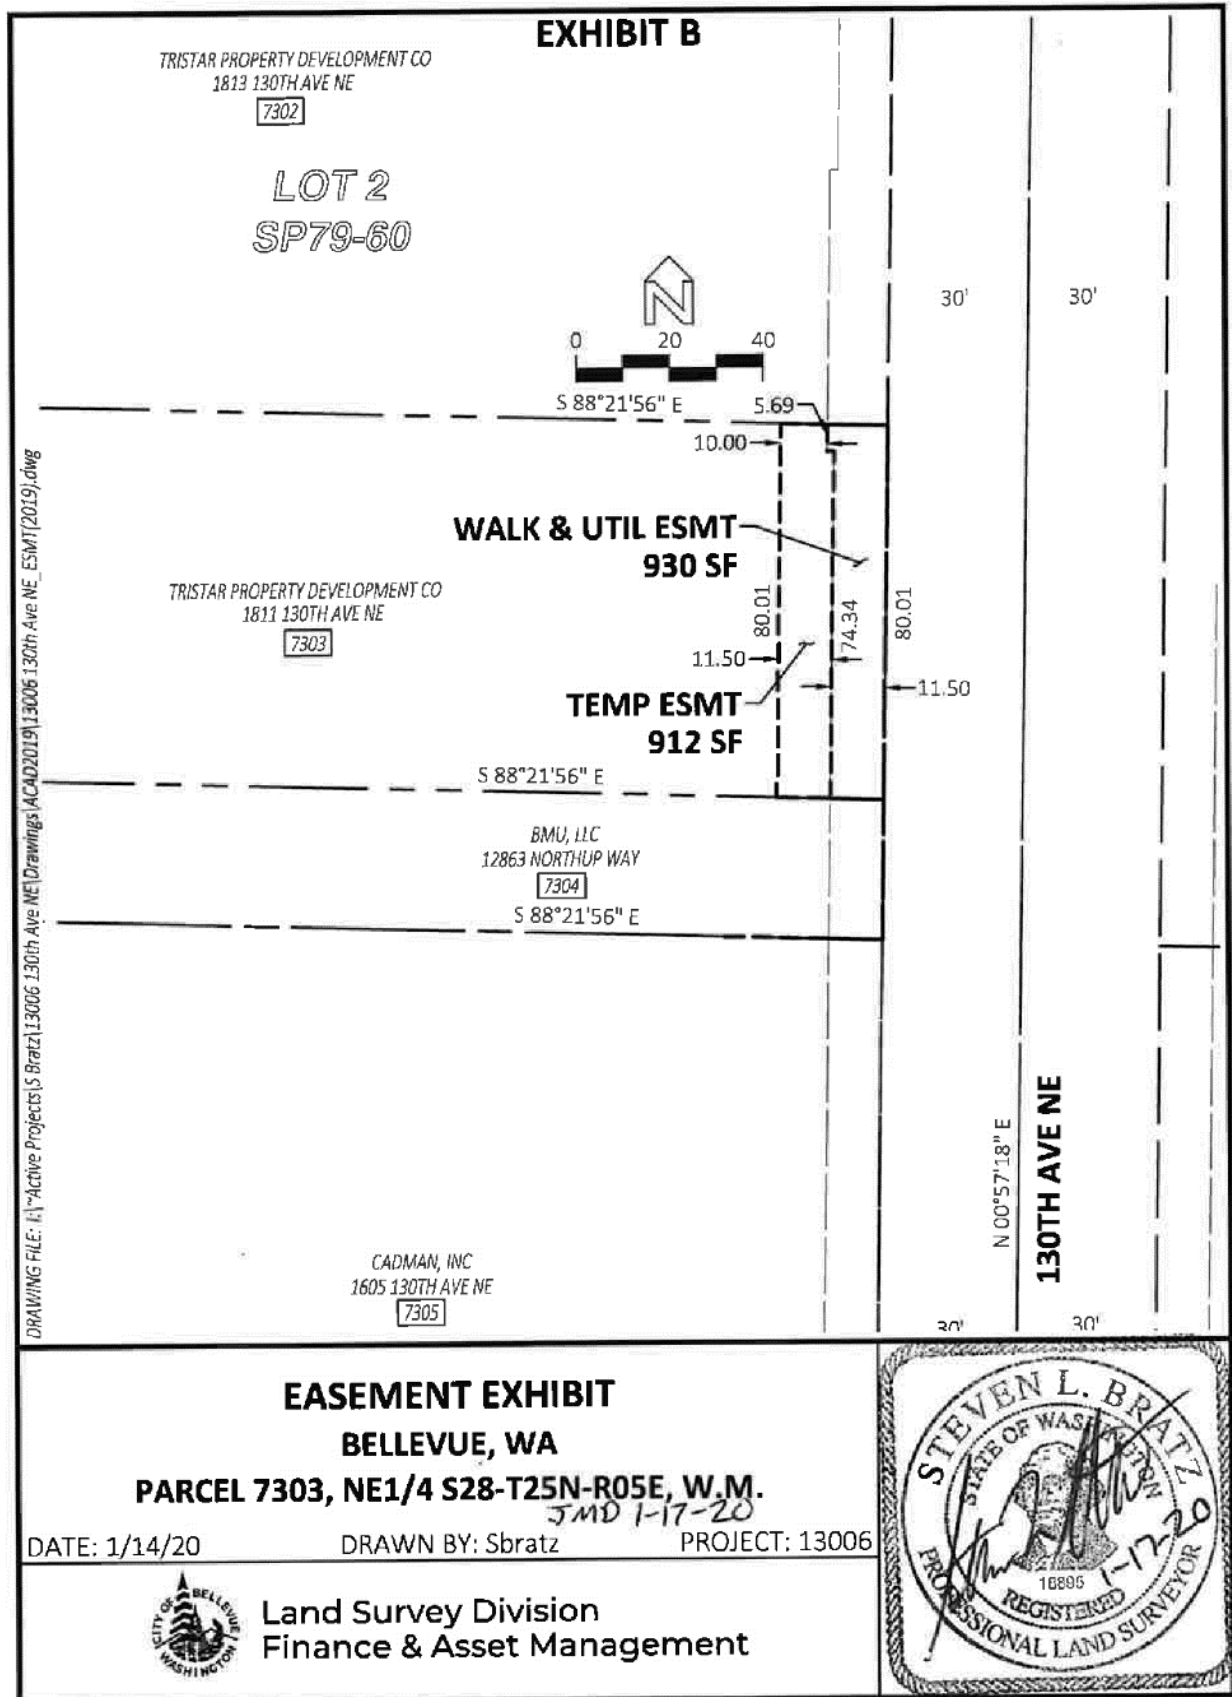 EXHIBIT B
TRISTAR PROPERTY DEVELOPMENT CO
1813 130TH AVE NE
7302
LOT 2
SP79-60
30' 30'
N
0 20 40
S 88°21'56" E 5.69
10.00
WALK & UTIL ESMT
930 SF
TRISTAR PROPERTY DEVELOPMENT CO
1811 130TH AVE NE
7303
80.01
74.34
80.01
11.50
11.50
TEMP ESMT
912 SF
S 88°21'56" E
BMU, LLC
12863 NORTHUP WAY
7304
S 88°21'56" E
N 00°57'18" E
130TH AVE NE
CADMAN, INC
1605 130TH AVE NE
7305
30' 30'
DRAWING FILE: I:\~Active Projects\S Bratz\13006 130th Ave NE\Drawings\ACAD2019\13006 130th Ave NE_ESMT(2019).dwg
EASEMENT EXHIBIT
BELLEVUE, WA
PARCEL 7303, NE1/4 S28-T25N-R05E, W.M.
JMD 1-17-20
DATE: 1/14/20 DRAWN BY: Sbratz PROJECT: 13006
CITY OF BELLEVUE
WASHINGTON
Land Survey Division
Finance & Asset Management
STEVEN L. BRATZ
STATE OF WASHINGTON
16895
REGISTERED
PROFESSIONAL LAND SURVEYOR
1-17-20